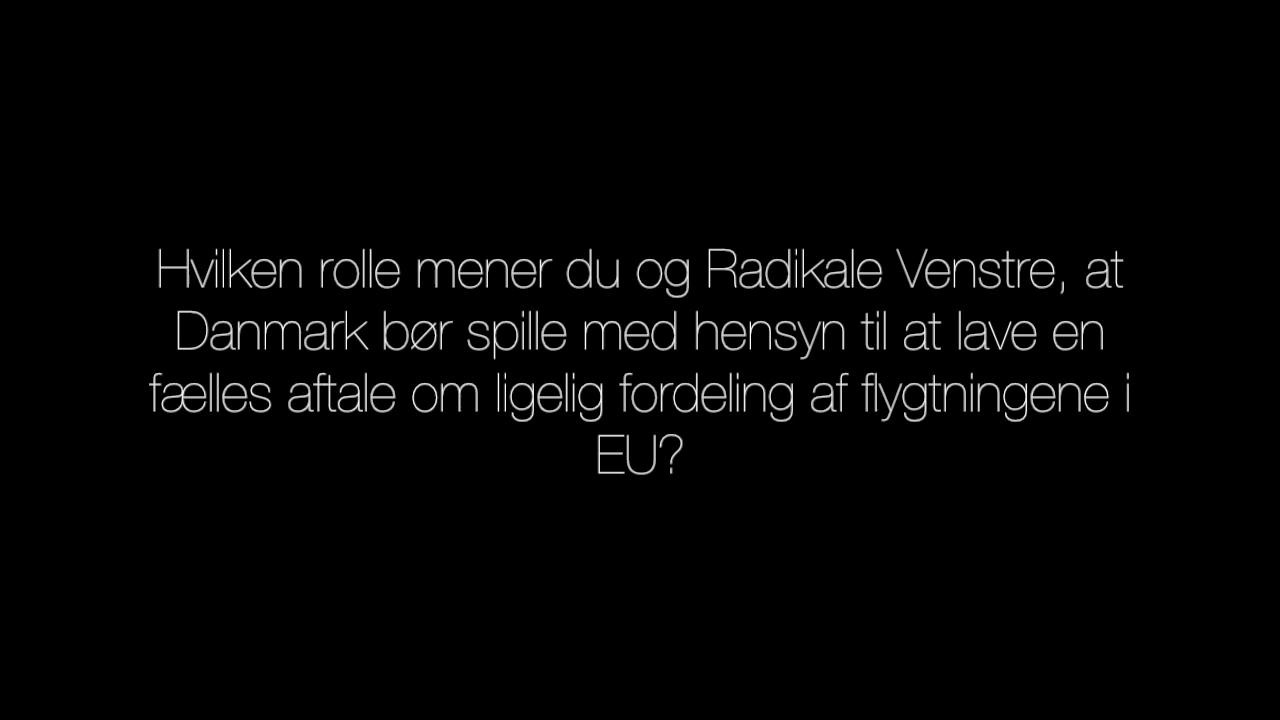 Hvilken rolle mener du og Radikale Venstre, at
Danmark bør spille med hensyn til at lave en
fælles aftale om ligelig fordeling af flygtningene i
EU?